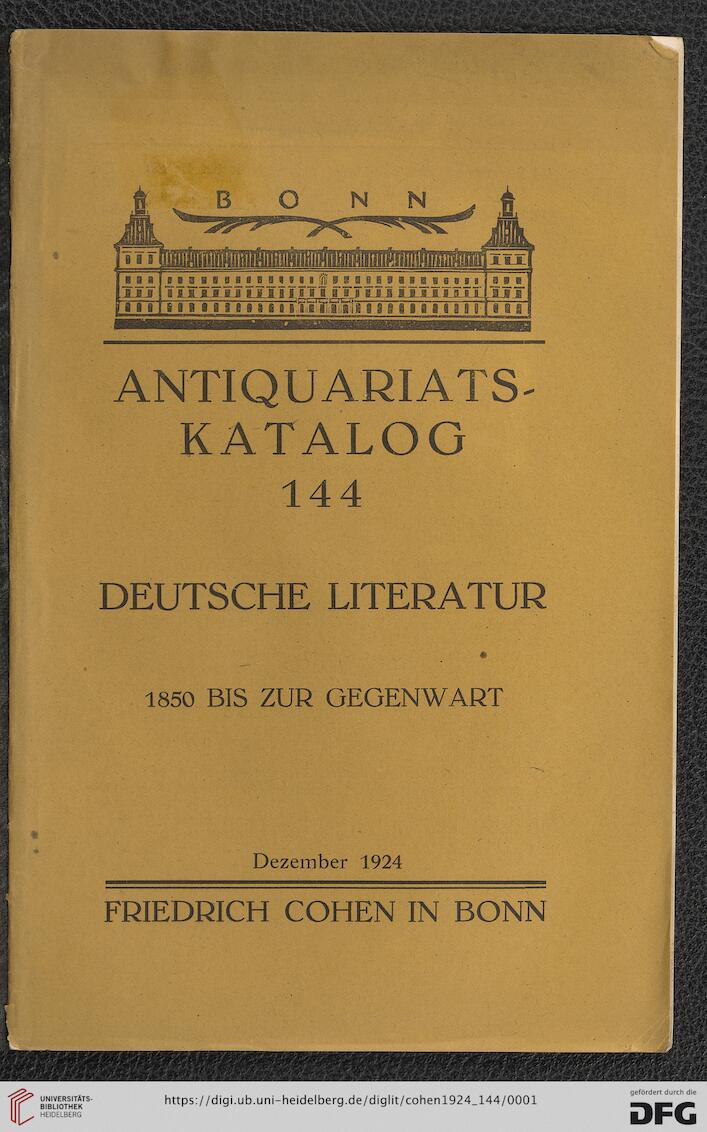 BONN
ANTIQUARIATS-
KATALOG
144
DEUTSCHE LITERATUR
1850 BIS ZUR GEGENWART
Dezember 1924
FRIEDRICH COHEN IN BONN
UNIVERSITÄTS-
BIBLIOTHEK
HEIDELBERG
https://digi.ub.uni-heidelberg.de/diglit/cohen1924_144/0001
gefördert durch die
DFG